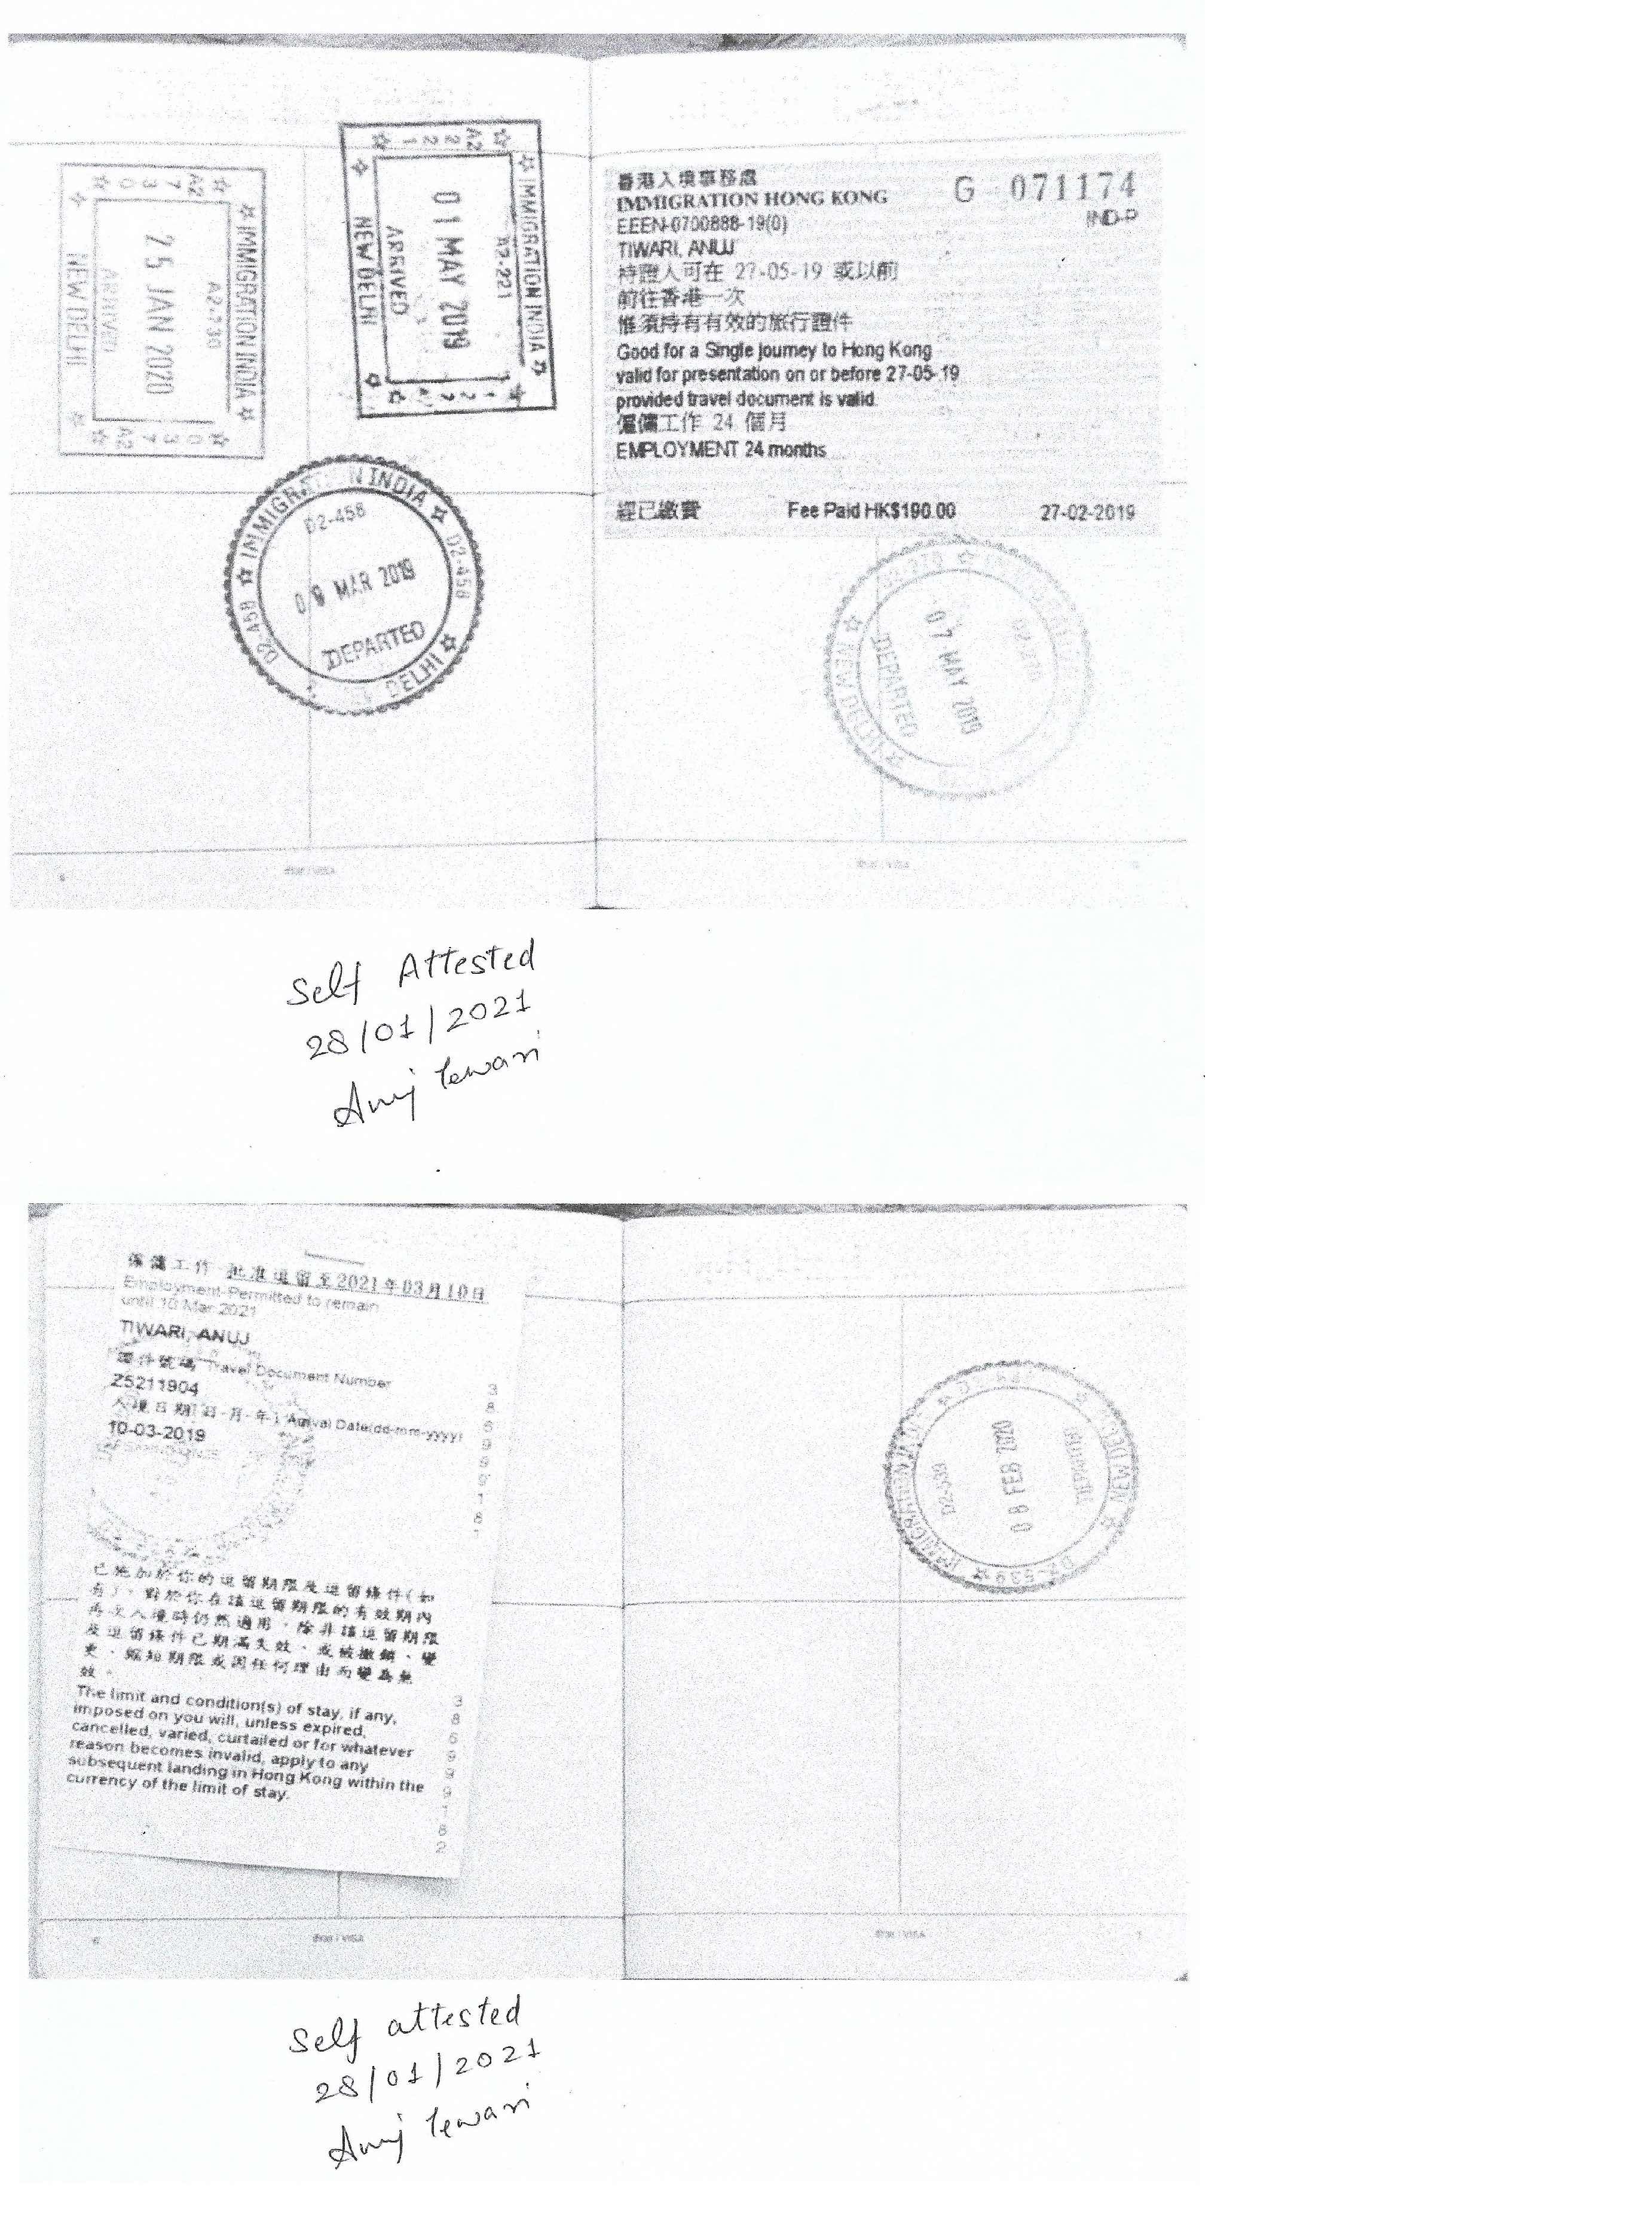 ☆ IMMIGRATION INDIA ☆
A2-730
25 JAN 2020
ARRIVED
NEW DELHI
☆ IMMIGRATION INDIA ☆
A2-221
01 MAY 2019
ARRIVED
NEW DELHI
IMMIGR N INDIA ☆ D2-458
D2-458
09 MAR 2019
DEPARTED
DELHI ☆
D2-458 ☆
香港入境事務處
IMMIGRATION HONG KONG
G 071174
IND-P
EEEN-0700888-19(0)
TIWARI, ANUJ
持證人可在 27-05-19 或以前
前往香港一次
惟須持有有效的旅行證件
Good for a Single journey to Hong Kong
valid for presentation on or before 27-05-19
provided travel document is valid.
僱傭工作 24 個月
EMPLOYMENT 24 months
經已繳費 Fee Paid HK$190.00 27-02-2019
07 MAY 2019
DEPARTED
☆ NEW DELHI ☆
Self Attested
28/01/2021
Anuj Tewari
僱傭工作 - 批准逗留至2021年03月10日
Employment-Permitted to remain
until 10 Mar 2021
TIWARI, ANUJ
證件號碼 Travel Document Number
Z5211904
入境日期(日-月-年) Arrival Date(dd-mm-yyyy)
10-03-2019
已施加於你的逗留期限及逗留條件(如
有)，對於你在該逗留期限的有效期內
再次入境時仍然適用，除非該逗留期限
及逗留條件已期滿失效、或被撤銷、變
更、縮短期限或因任何理由而變為無
效。
The limit and condition(s) of stay, if any,
imposed on you will, unless expired,
cancelled, varied, curtailed or for whatever
reason becomes invalid, apply to any
subsequent landing in Hong Kong within the
currency of the limit of stay.
IMMIGRATION INDIA
D2-539
08 FEB 2020
DEPARTED
☆ NEW DELHI
D2-539 ☆
VISA
Self attested
28/01/2021
Anuj Tewari